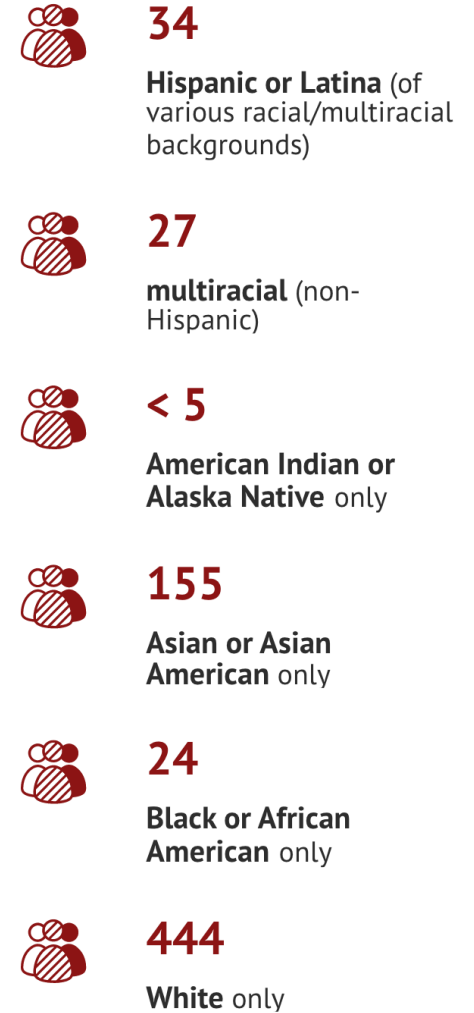 34
Hispanic or Latina (of
various racial/multiracial
backgrounds)
27
multiracial (non-
Hispanic)
< 5
American Indian or
Alaska Native only
155
Asian or Asian
American only
24
Black or African
American only
444
White only